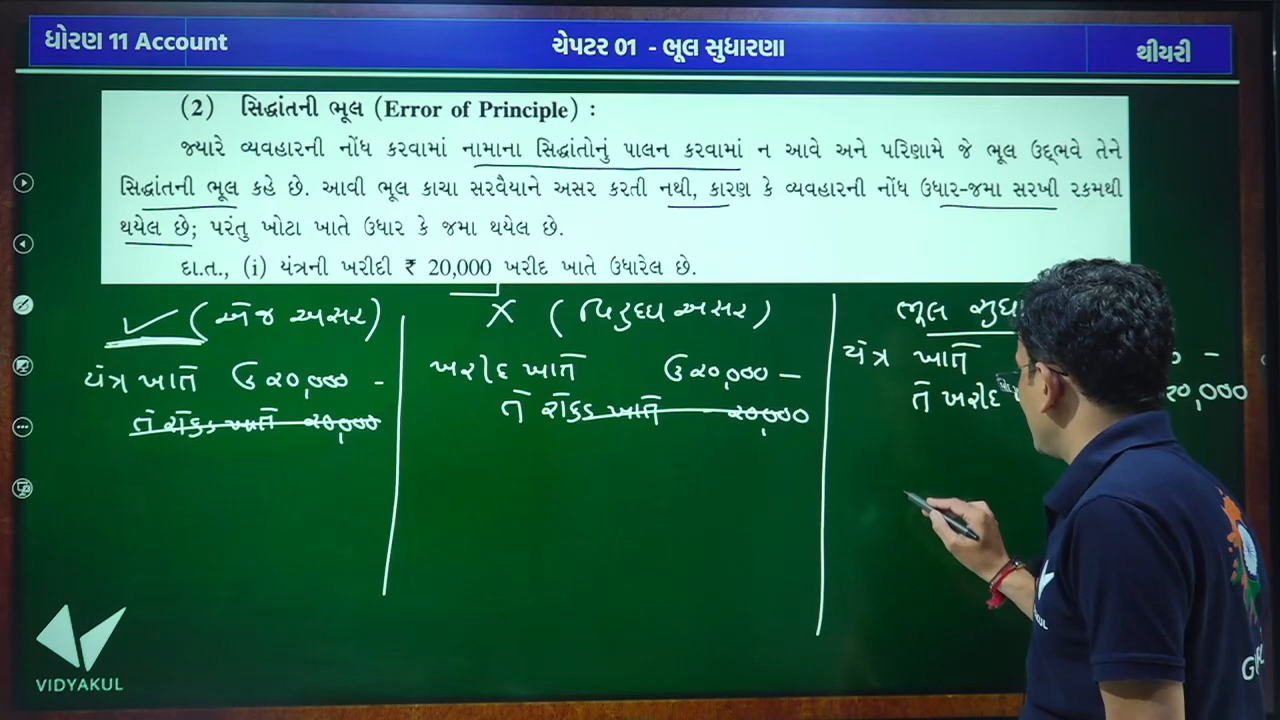 ધોરણ 11 Account
ચેપટર 01 - ભૂલ સુધારણા
થીયરી
(2) સિદ્ધાંતની ભૂલ (Error of Principle) :
જ્યારે વ્યવહારની નોંધ કરવામાં નામાના સિદ્ધાંતોનું પાલન કરવામાં ન આવે અને પરિણામે જે ભૂલ ઉદ્ભવે તેને
સિદ્ધાંતની ભૂલ કહે છે. આવી ભૂલ કાચા સરવૈયાને અસર કરતી નથી, કારણ કે વ્યવહારની નોંધ ઉધાર-જમા સરખી રકમથી
થયેલ છે; પરંતુ ખોટા ખાતે ઉધાર કે જમા થયેલ છે.
દા.ત., (i) યંત્રની ખરીદી ₹ 20,000 ખરીદ ખાતે ઉધારેલ છે.
✓ (એજ અસર)
યંત્ર ખાતે ઉ ૨૦,૦૦૦ -
તે રોકડ ખાતે ૨૦,૦૦૦
X (વિરુધ્ધ અસર)
ખરીદ ખાતે ઉ ૨૦,૦૦૦ -
તે રોકડ ખાતે - ૨૦,૦૦૦
ભૂલ
યંત્ર ખાતે
તે ખરીદ ૨૦,૦૦૦
VIDYAKUL